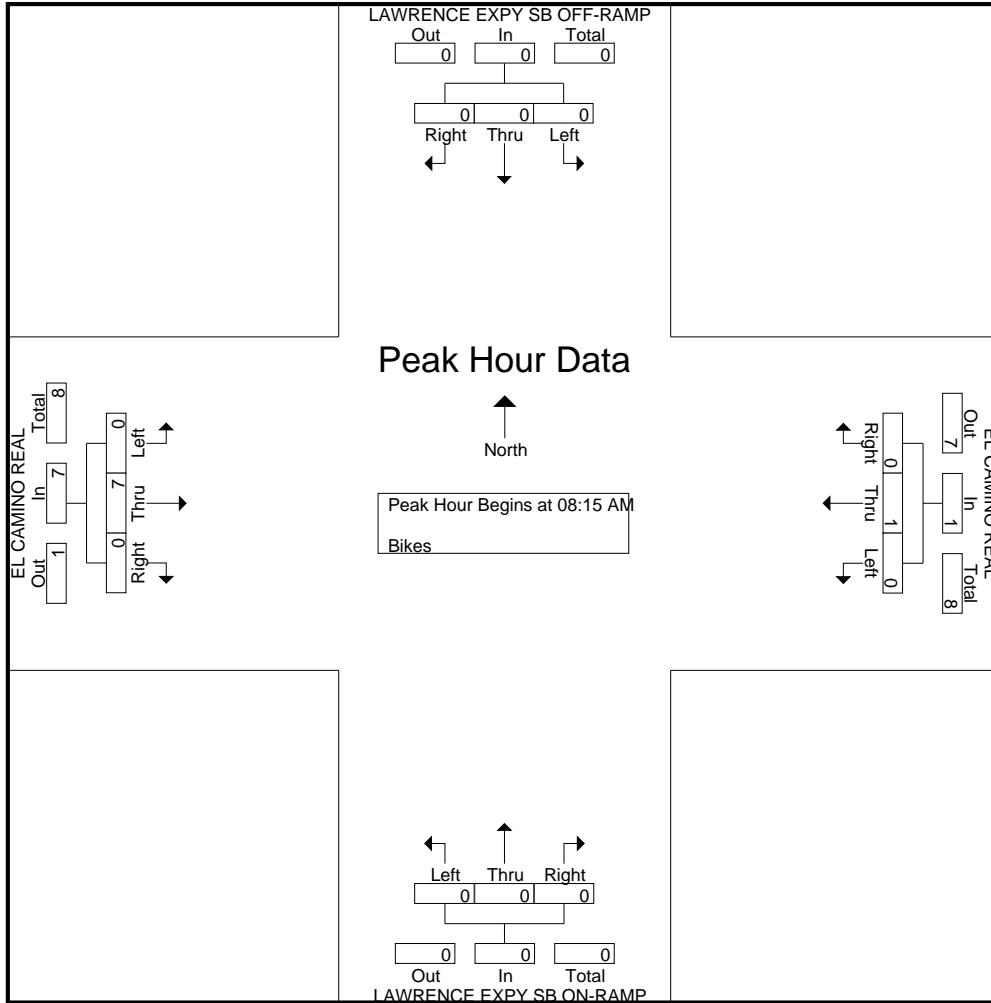 LAWRENCE EXPY SB OFF-RAMP
Out In Total
0 0 0
0 0 0
Right Thru Left
Peak Hour Data
North
Peak Hour Begins at 08:15 AM
Bikes
EL CAMINO REAL
Out In Total
1 7 8
0 7 0
Left Thru Right
EL CAMINO REAL
Out In Total
7 1 8
0 1 0
Right Thru Left
Left Thru Right
0 0 0
0 0 0
Out In Total
LAWRENCE EXPY SB ON-RAMP